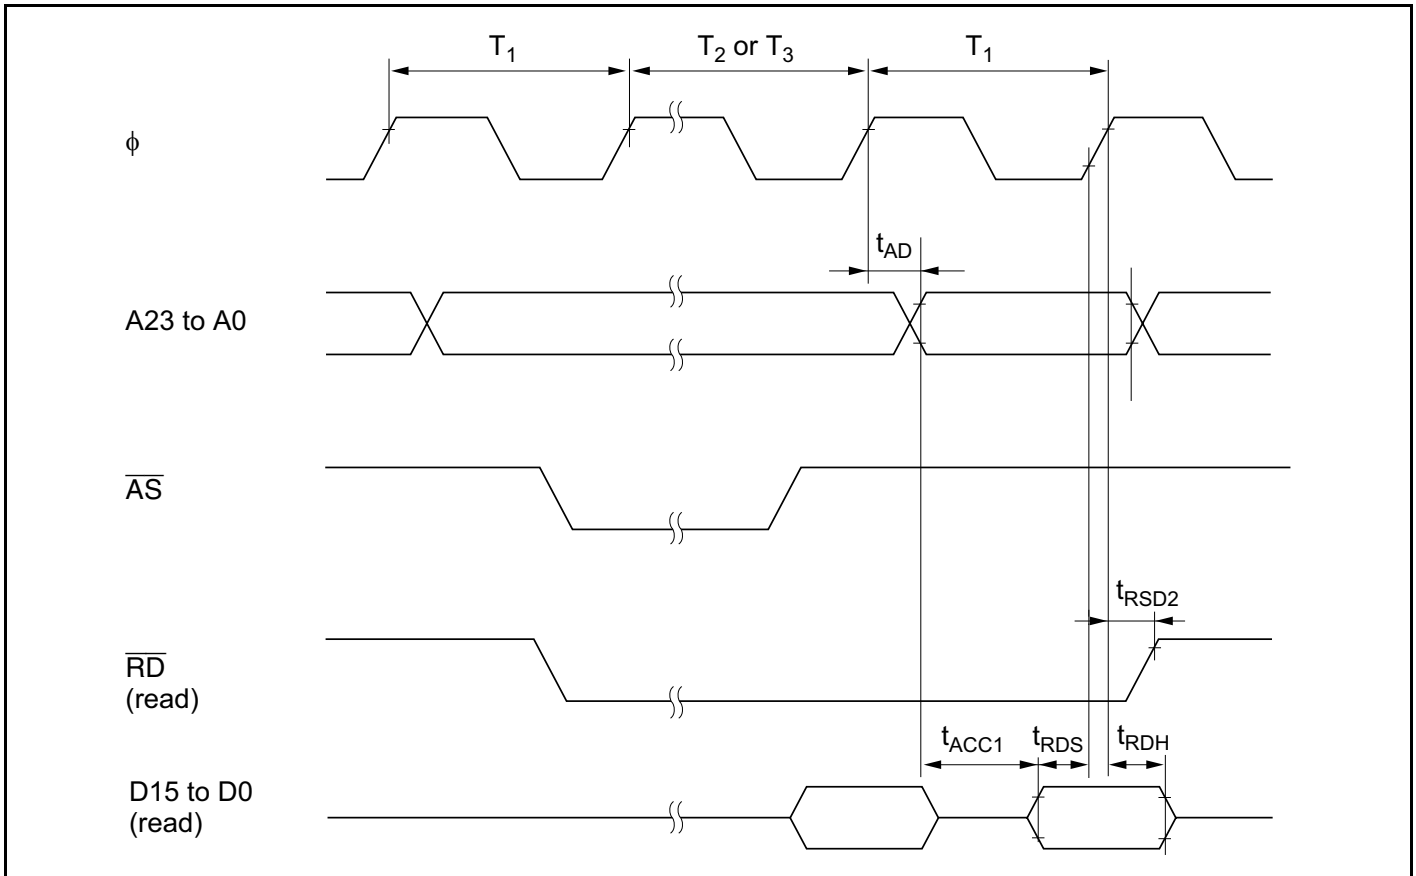 T1 T2 or T3 T1
ϕ
tAD
A23 to A0
AS
tRSD2
RD
(read)
tACC1 tRDS tRDH
D15 to D0
(read)